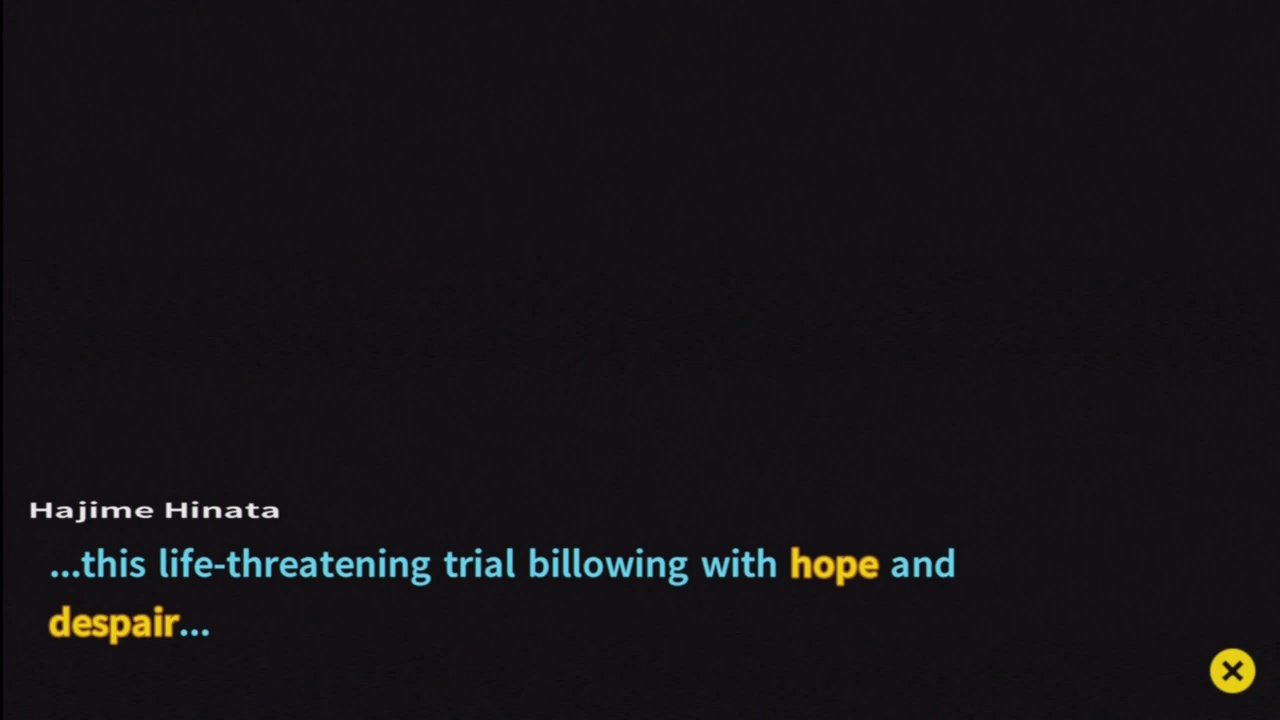 Hajime Hinata
...this life-threatening trial billowing with hope and
despair...